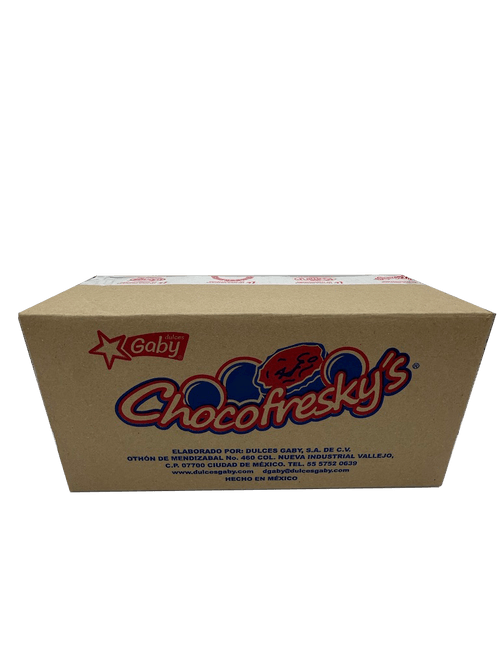 dulces
Gaby
Chocofresky's®
ELABORADO POR: DULCES GABY, S.A. DE C.V.
OTHÓN DE MENDIZABAL No. 460 COL. NUEVA INDUSTRIAL VALLEJO,
C.P. 07700 CIUDAD DE MÉXICO. TEL. 55 5752 0639
www.dulcesgaby.com dgaby@dulcesgaby.com
HECHO EN MÉXICO